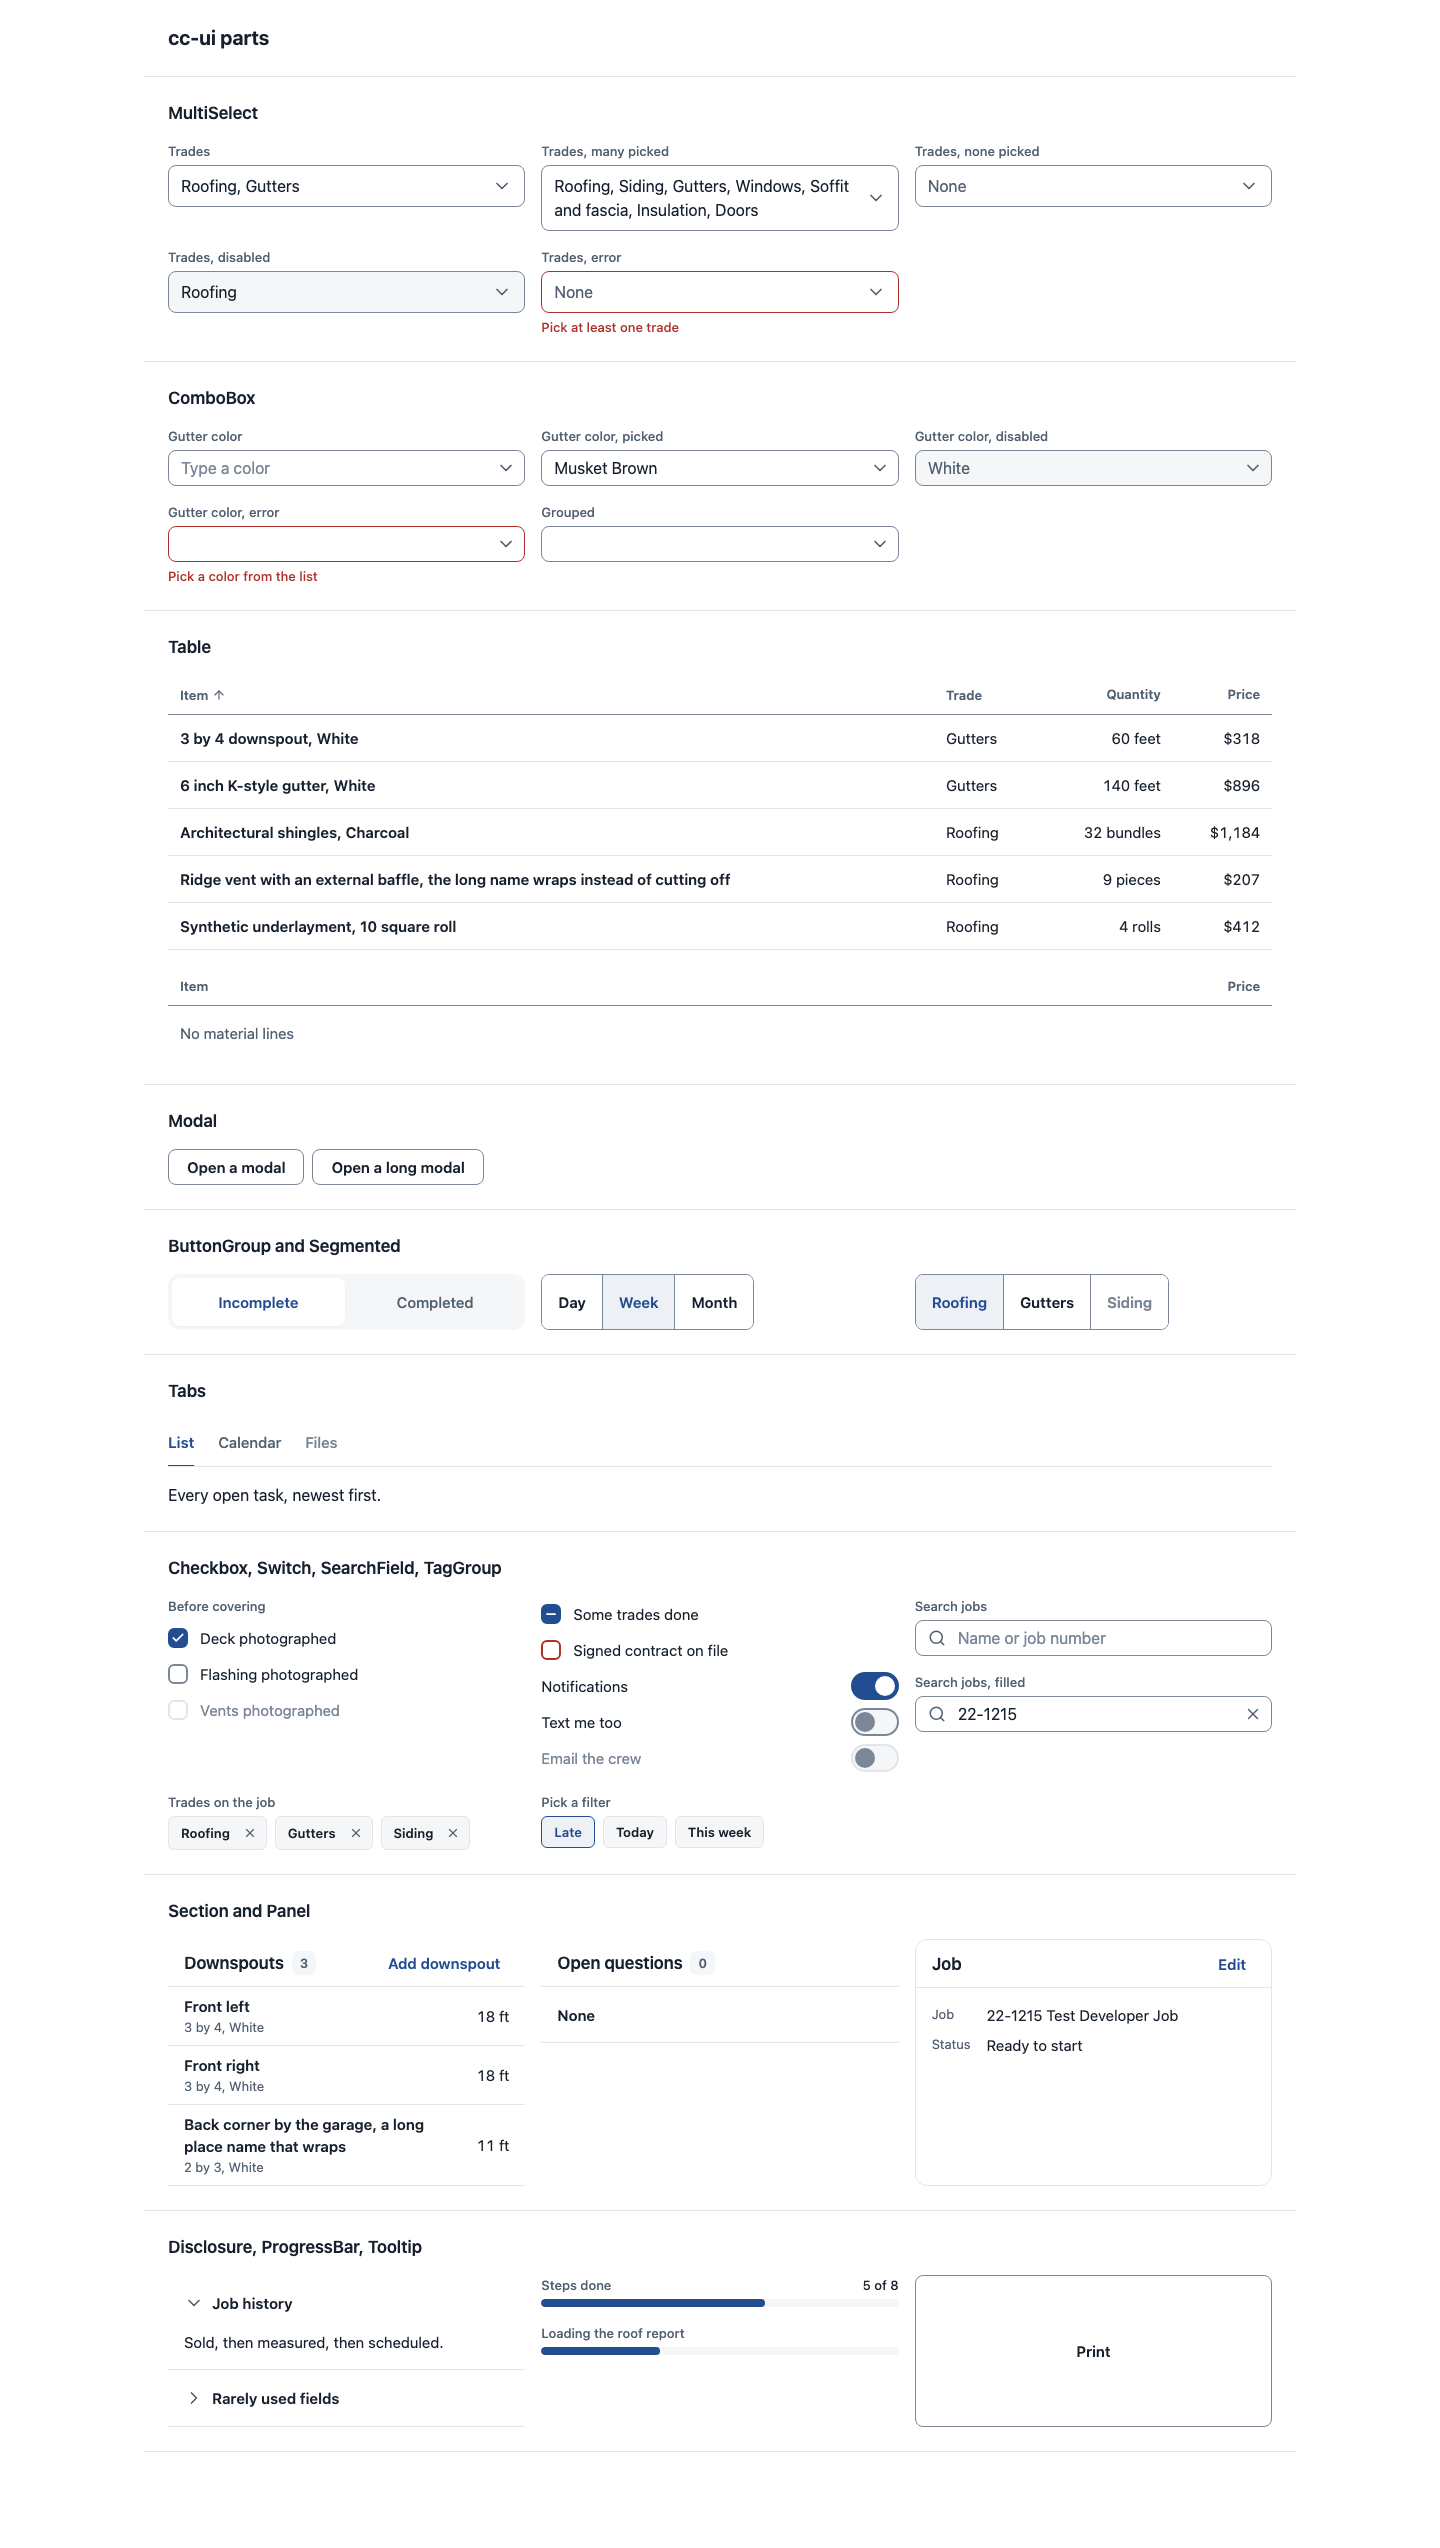 cc-ui parts
MultiSelect
Trades
Roofing, Gutters
Trades, many picked
Roofing, Siding, Gutters, Windows, Soffit
and fascia, Insulation, Doors
Trades, none picked
None
Trades, disabled
Roofing
Trades, error
None
Pick at least one trade
ComboBox
Gutter color
Type a color
Gutter color, picked
Musket Brown
Gutter color, disabled
White
Gutter color, error
Pick a color from the list
Grouped
Table
Item Trade Quantity Price
3 by 4 downspout, White Gutters 60 feet $318
6 inch K-style gutter, White Gutters 140 feet $896
Architectural shingles, Charcoal Roofing 32 bundles $1,184
Ridge vent with an external baffle, the long name wraps instead of cutting off Roofing 9 pieces $207
Synthetic underlayment, 10 square roll Roofing 4 rolls $412
Item Price
No material lines
Modal
Open a modal Open a long modal
ButtonGroup and Segmented
Incomplete Completed
Day Week Month
Roofing Gutters Siding
Tabs
List Calendar Files
Every open task, newest first.
Checkbox, Switch, SearchField, TagGroup
Before covering
Deck photographed
Flashing photographed
Vents photographed
Some trades done
Signed contract on file
Notifications
Text me too
Email the crew
Search jobs
Name or job number
Search jobs, filled
22-1215
Trades on the job
Roofing Gutters Siding
Pick a filter
Late Today This week
Section and Panel
Downspouts 3 Add downspout
Front left
3 by 4, White
18 ft
Front right
3 by 4, White
18 ft
Back corner by the garage, a long
place name that wraps
2 by 3, White
11 ft
Open questions 0
None
Job Edit
Job 22-1215 Test Developer Job
Status Ready to start
Disclosure, ProgressBar, Tooltip
Job history
Sold, then measured, then scheduled.
Rarely used fields
Steps done 5 of 8
Loading the roof report
Print